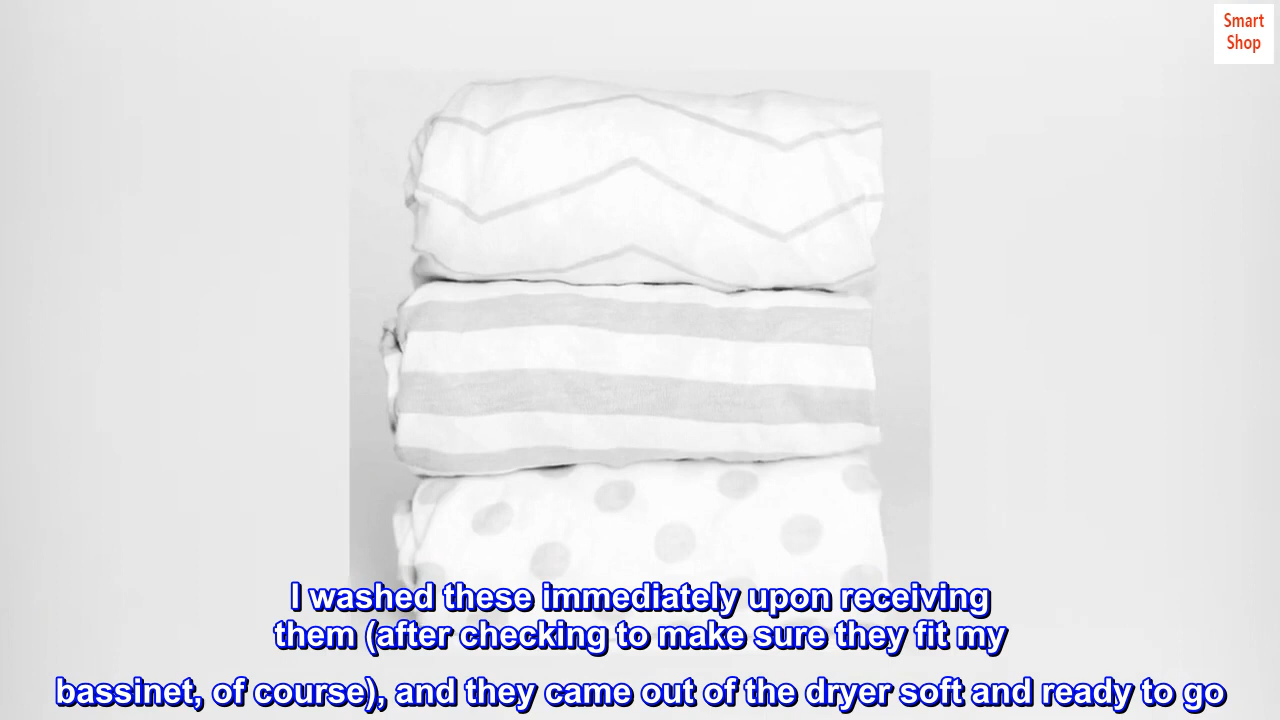 Smart
Shop
I washed these immediately upon receiving
them (after checking to make sure they fit my
bassinet, of course), and they came out of the dryer soft and ready to go